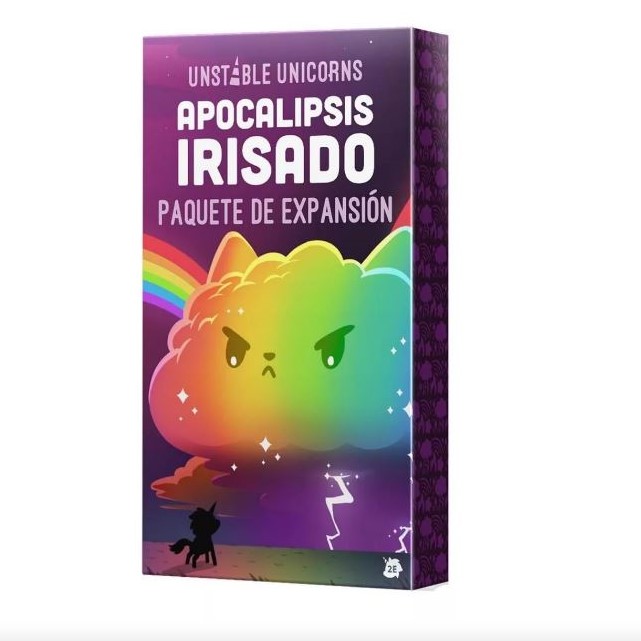 UNSTABLE UNICORNS
APOCALIPSIS
IRISADO
PAQUETE DE EXPANSIÓN
2E